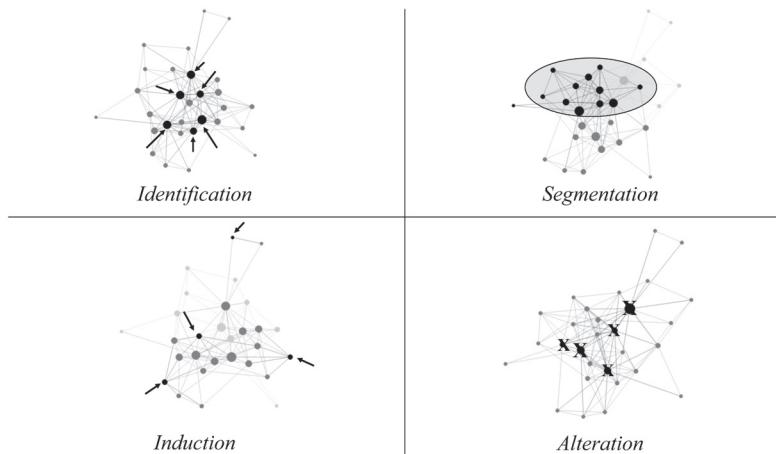 Identification
Segmentation
X
X
X
X
X
Induction
Alteration